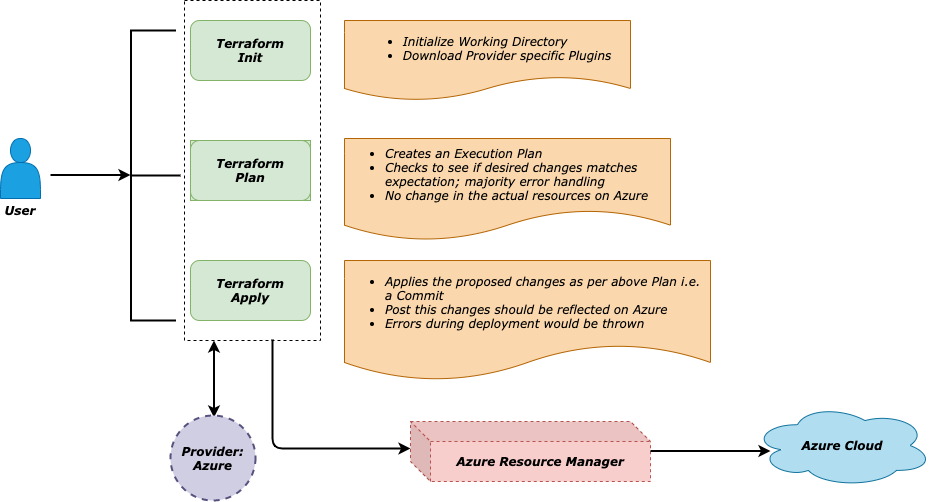 Terraform
Init
• Initialize Working Directory
• Download Provider specific Plugins
User
Terraform
Plan
• Creates an Execution Plan
• Checks to see if desired changes matches
expectation; majority error handling
• No change in the actual resources on Azure
Terraform
Apply
• Applies the proposed changes as per above Plan i.e.
a Commit
• Post this changes should be reflected on Azure
• Errors during deployment would be thrown
Provider:
Azure
Azure Resource Manager
Azure Cloud